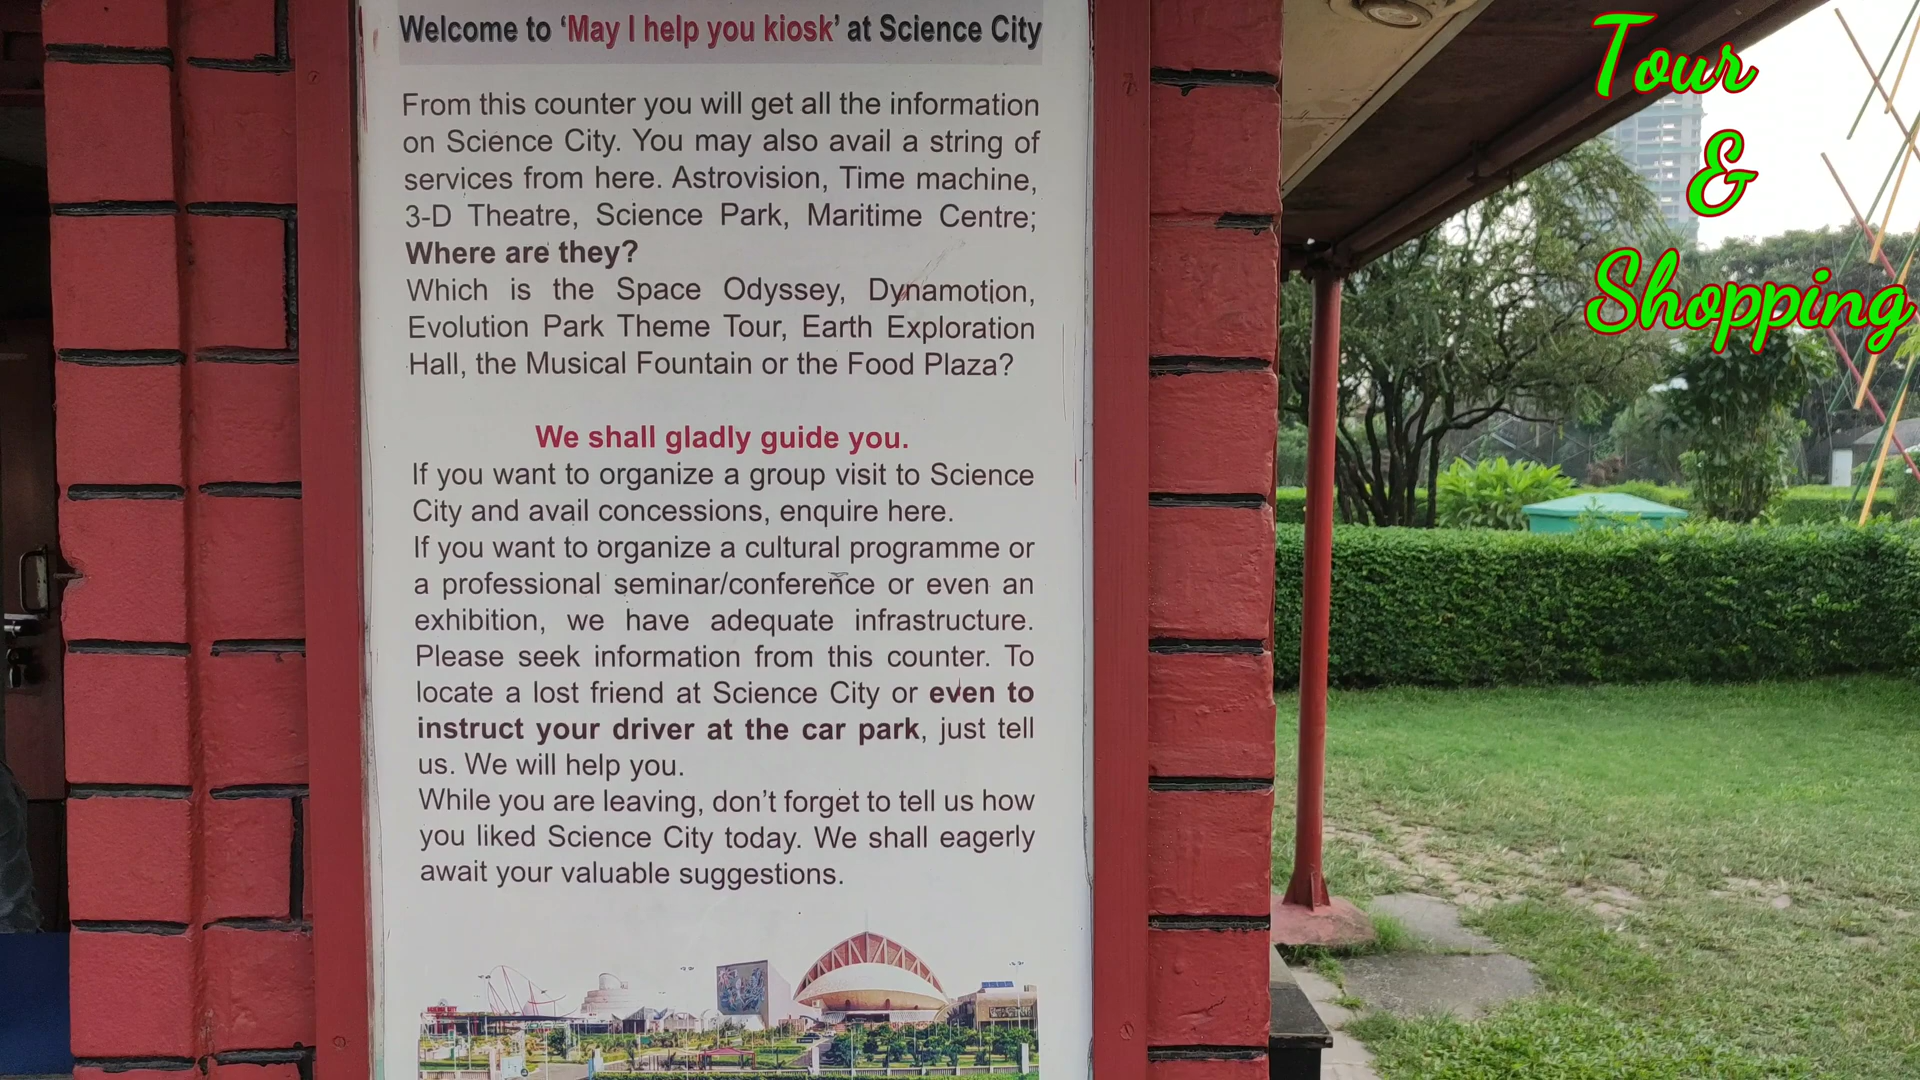 Welcome to ‘May I help you kiosk’ at Science City
From this counter you will get all the information
on Science City. You may also avail a string of
services from here. Astrovision, Time machine,
3-D Theatre, Science Park, Maritime Centre;
Where are they?
Which is the Space Odyssey, Dynamotion,
Evolution Park Theme Tour, Earth Exploration
Hall, the Musical Fountain or the Food Plaza?
We shall gladly guide you.
If you want to organize a group visit to Science
City and avail concessions, enquire here.
If you want to organize a cultural programme or
a professional seminar/conference or even an
exhibition, we have adequate infrastructure.
Please seek information from this counter. To
locate a lost friend at Science City or even to
instruct your driver at the car park, just tell
us. We will help you.
While you are leaving, don’t forget to tell us how
you liked Science City today. We shall eagerly
await your valuable suggestions.
Tour
&
Shopping